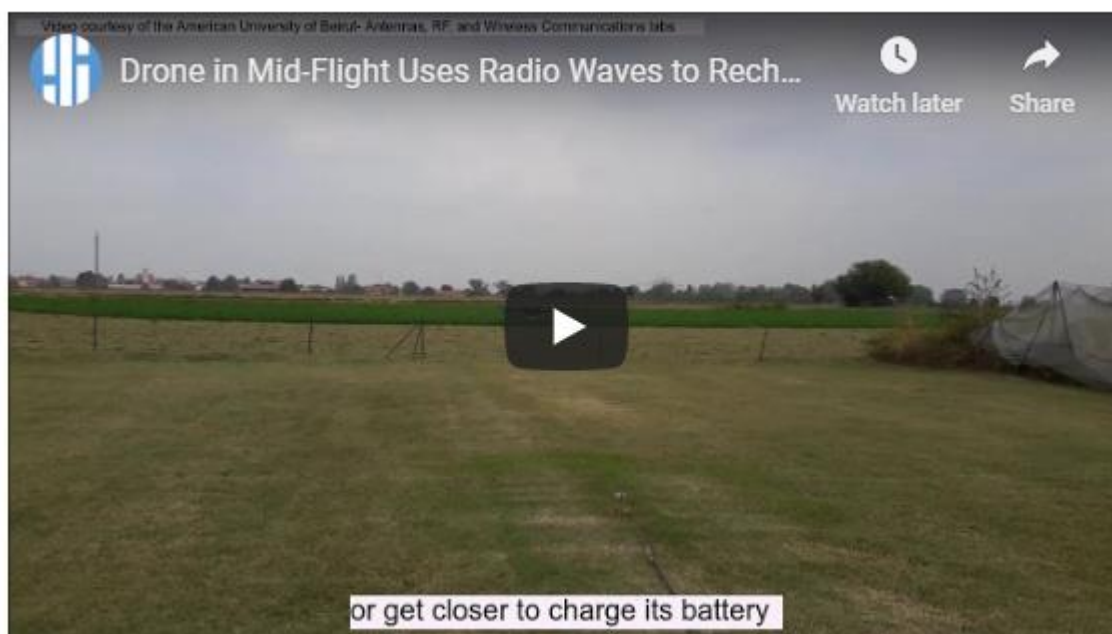 Video courtesy of the American University of Beirut- Antennas, RF, and Wireless Communications labs
Drone in Mid-Flight Uses Radio Waves to Rech...
Watch later
Share
or get closer to charge its battery